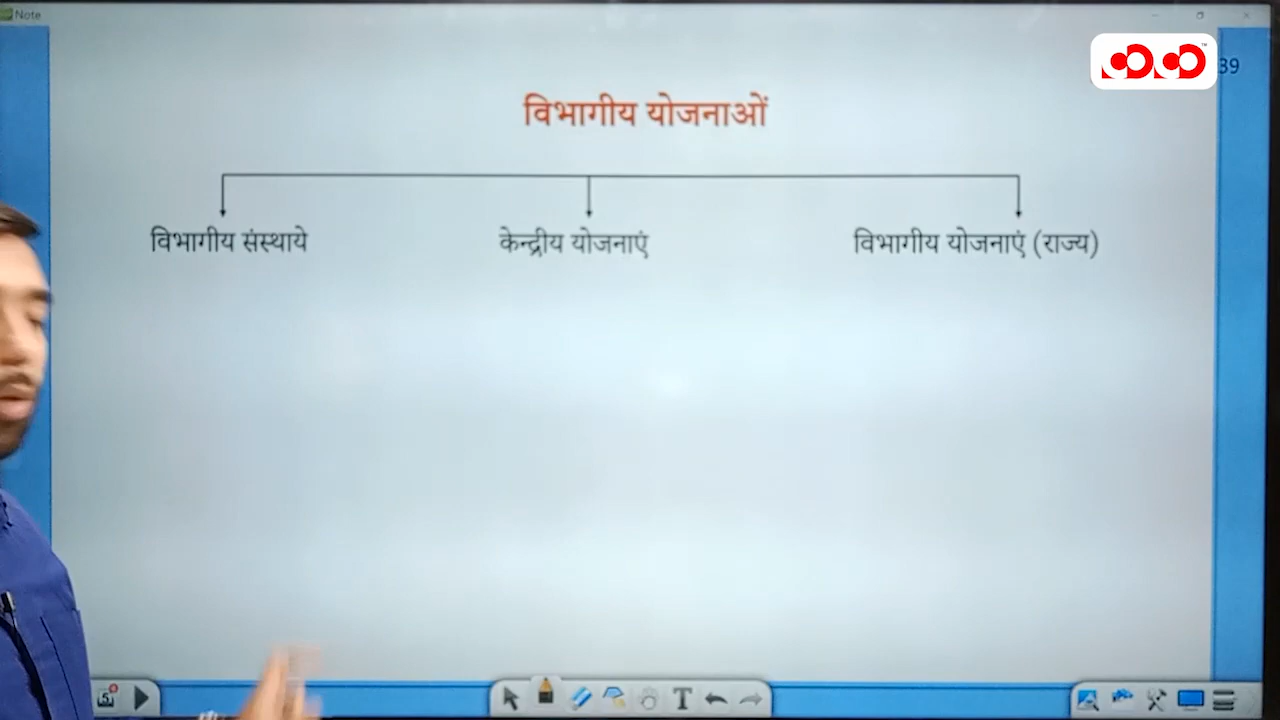 Note
39
विभागीय योजनाओं
विभागीय संस्थाये
केन्द्रीय योजनाएं
विभागीय योजनाएं (राज्य)